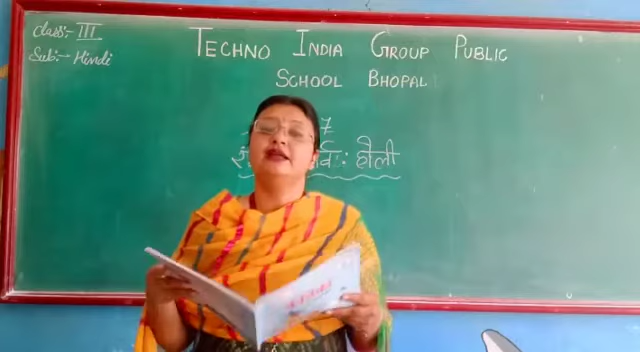 Class:- III
Sub:- Hindi
TECHNO INDIA GROUP PUBLIC
SCHOOL BHOPAL
7
: होली